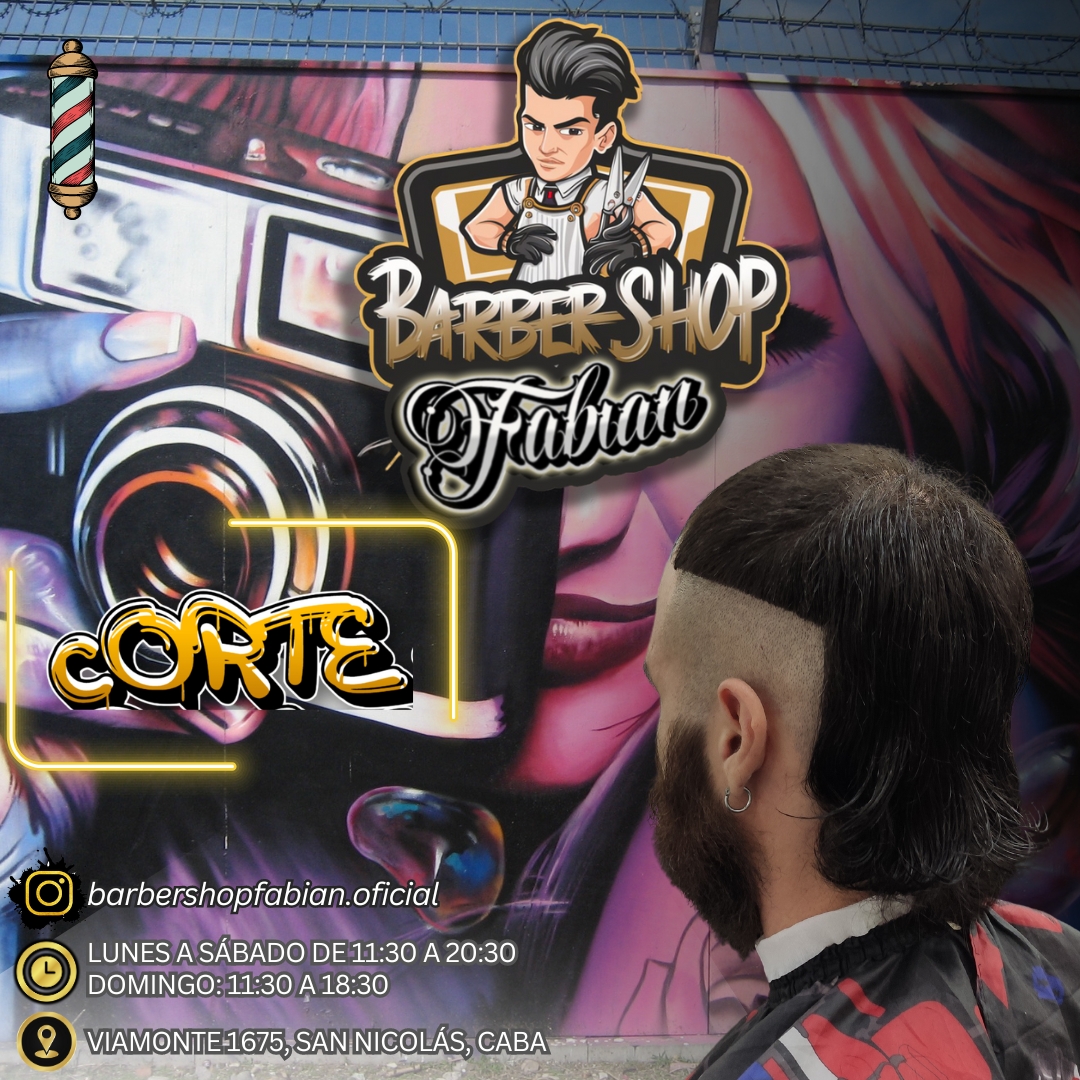 BARBER SHOP
Fabian
cORTE
barbershopfabian.oficial
LUNES A SÁBADO DE 11:30 A 20:30
DOMINGO: 11:30 A 18:30
VIAMONTE 1675, SAN NICOLÁS, CABA